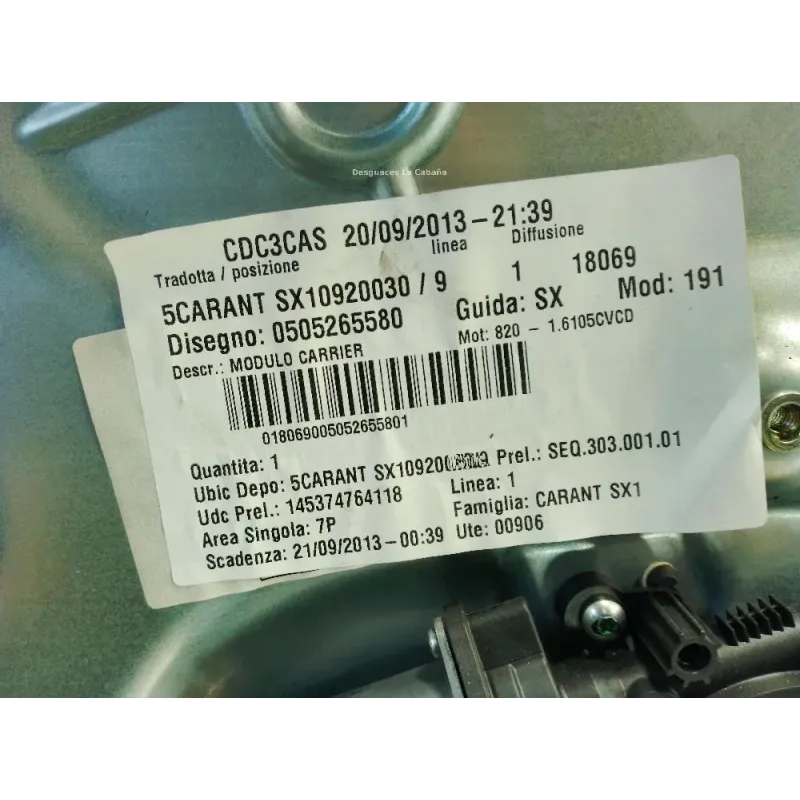 Desguaces La Cabaña
CDC3CAS 20/09/2013-21:39
Tradotta / posizione linea Diffusione
5CARANT SX10920030 / 9 1 18069
Disegno: 0505265580 Guida: SX Mod: 191
Descr.: MODULO CARRIER Mot: 820 - 1.6105CVCD
018069005052655801
Quantita: 1
Ubic Depo: 5CARANT SX10920 Prel.: SEQ.303.001.01
Udc Prel.: 145374764118 Linea: 1
Area Singola: 7P Famiglia: CARANT SX1
Scadenza: 21/09/2013-00:39 Ute: 00906